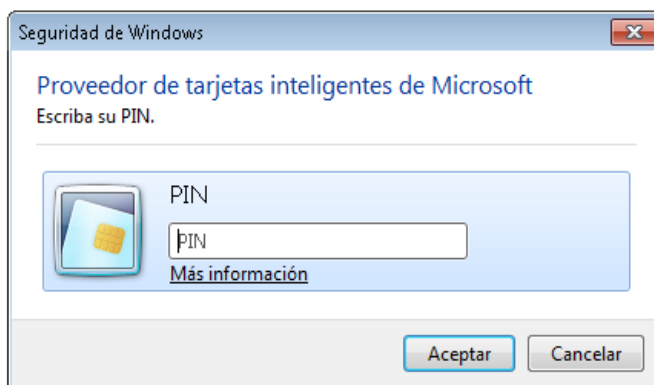 Seguridad de Windows
Proveedor de tarjetas inteligentes de Microsoft
Escriba su PIN.
PIN
PIN
Más información
Aceptar
Cancelar